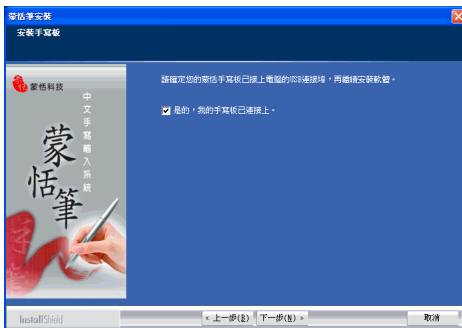 蒙恬筆安裝
安裝手寫板
蒙恬科技
中文手寫輸入系統
蒙恬筆
請確定您的蒙恬手寫板已接上電腦的USB連接埠，再繼續安裝軟體。
是的，我的手寫板已連接上。
InstallShield
< 上一步(B)
下一步(N) >
取消